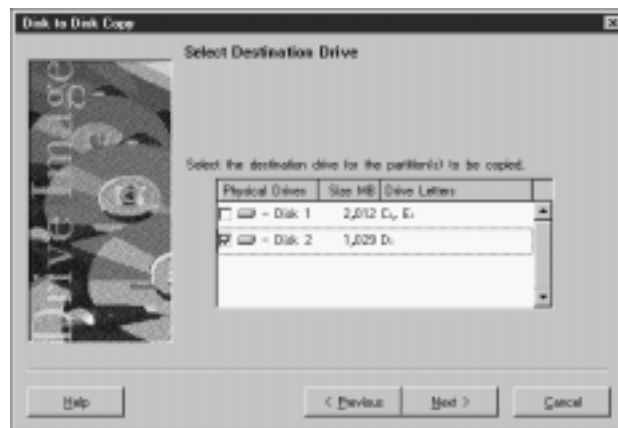 Disk to Disk Copy
Select Destination Drive
Drive Image
Select the destination drive for the partition(s) to be copied.
Physical Drives Size MB Drive Letters
- Disk 1 2,012 C:, E:
- Disk 2 1,029 D:
Help < Previous Next > Cancel